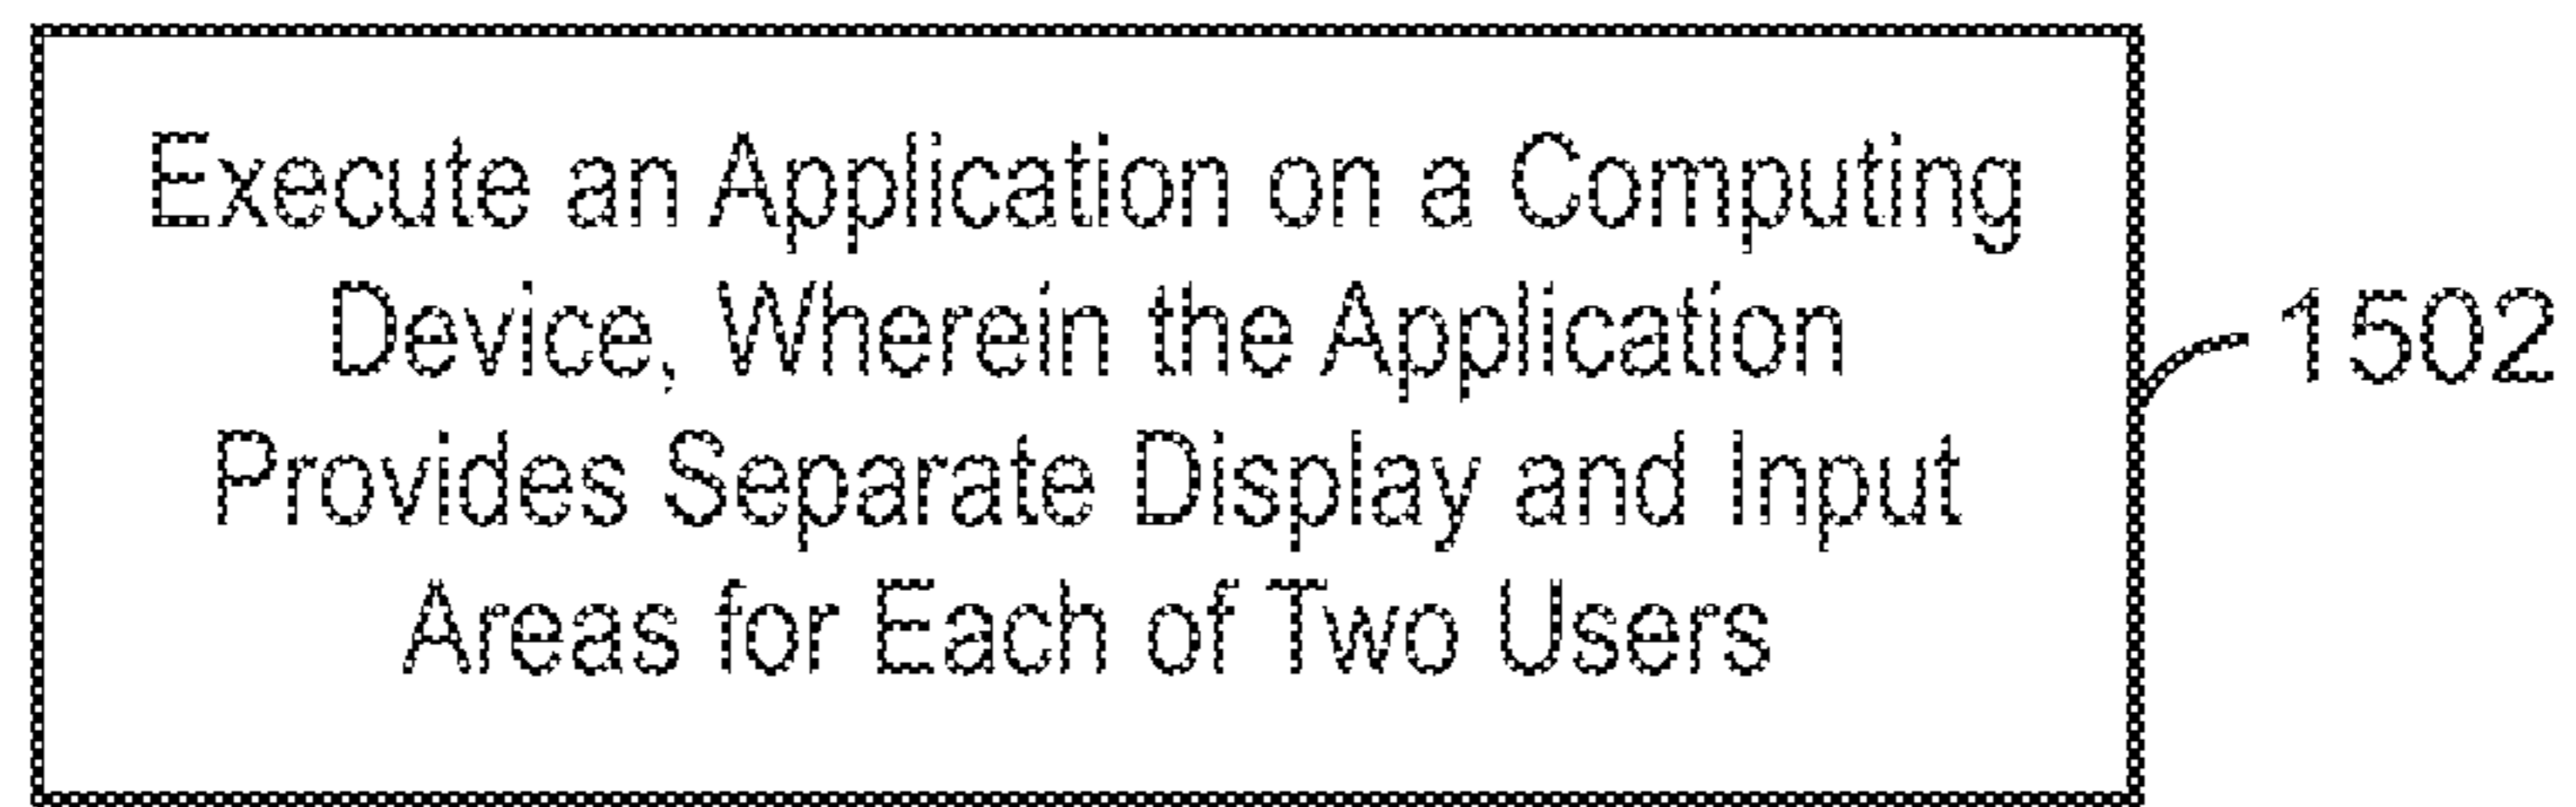 Execute an Application on a Computing
Device, Wherein the Application
Provides Separate Display and Input
Areas for Each of Two Users
1502